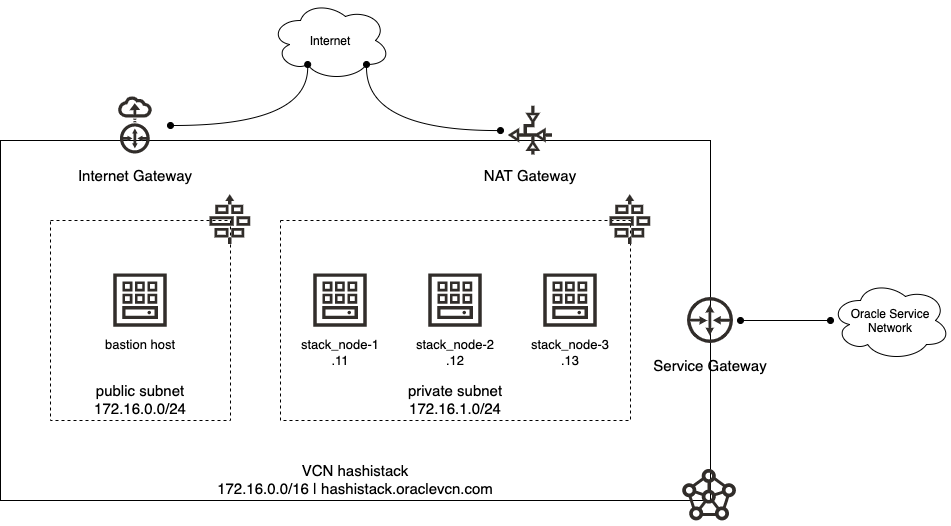 Internet
Internet Gateway
NAT Gateway
bastion host
stack_node-1
.11
stack_node-2
.12
stack_node-3
.13
public subnet
172.16.0.0/24
private subnet
172.16.1.0/24
Service Gateway
Oracle Service
Network
VCN hashistack
172.16.0.0/16 | hashistack.oraclevcn.com